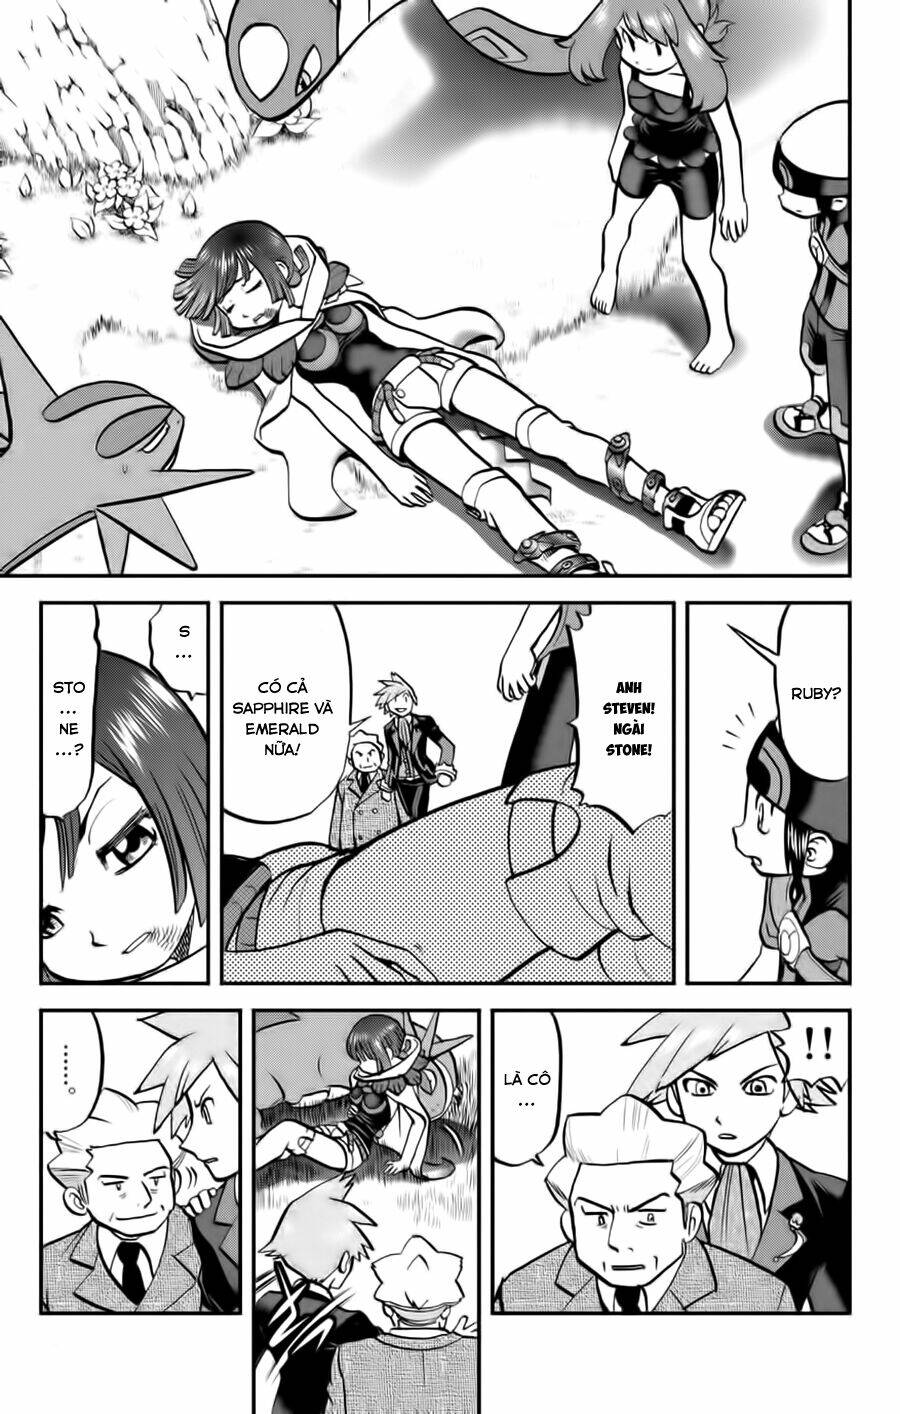 RUBY?
ANH
STEVEN!
NGÀI
STONE!
CÓ CẢ
SAPPHIRE VÀ
EMERALD
NỮA!
S
...
STO
...
NE
...?
!!
LÀ CÔ
...
......